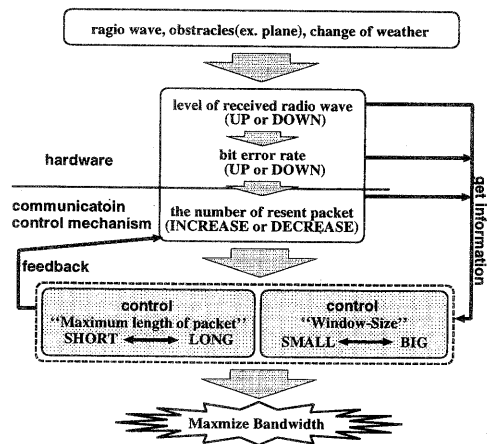 ragio wave, obstracles(ex. plane), change of weather
level of received radio wave
(UP or DOWN)
hardware
bit error rate
(UP or DOWN)
communicatoin
control mechanism
the number of resent packet
(INCREASE or DECREASE)
get information
feedback
control
"Maximum length of packet"
SHORT LONG
control
"Window-Size"
SMALL BIG
Maxmize Bandwidth